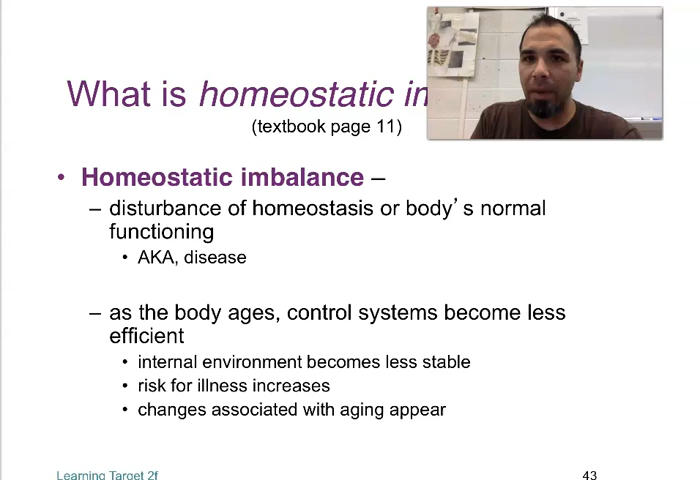 What is homeostatic im
(textbook page 11)
• Homeostatic imbalance –
– disturbance of homeostasis or body’s normal
functioning
• AKA, disease
– as the body ages, control systems become less
efficient
• internal environment becomes less stable
• risk for illness increases
• changes associated with aging appear
Learning Target 2f
43